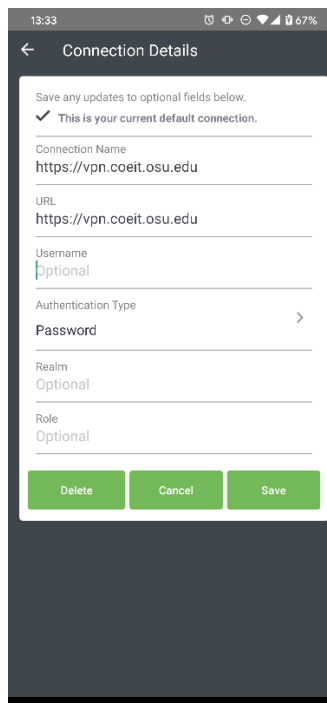 13:33
67%
Connection Details
Save any updates to optional fields below.
This is your current default connection.
Connection Name
https://vpn.coeit.osu.edu
URL
https://vpn.coeit.osu.edu
Username
Optional
Authentication Type
Password
Realm
Optional
Role
Optional
Delete
Cancel
Save